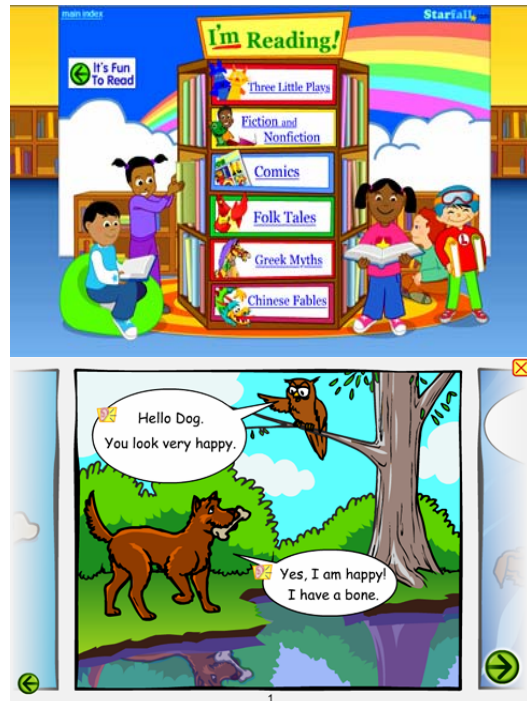 main index
Starfall.com
I'm Reading!
It's Fun
To Read
Three Little Plays
Fiction and
Nonfiction
Comics
Folk Tales
Greek Myths
Chinese Fables
L
Hello Dog.
You look very happy.
Yes, I am happy!
I have a bone.
1